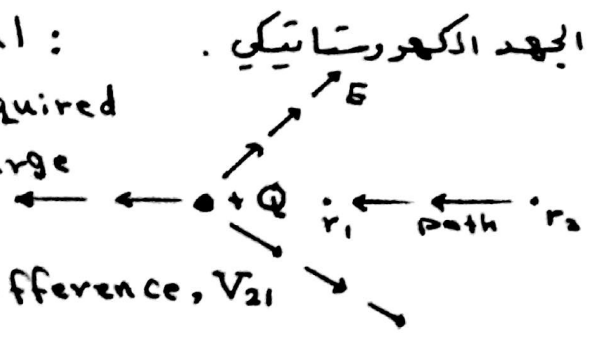 l : الجهد الكهروستاتيكي .
quired E
rge
+ Q r₁ path r₂
fference, V₂₁